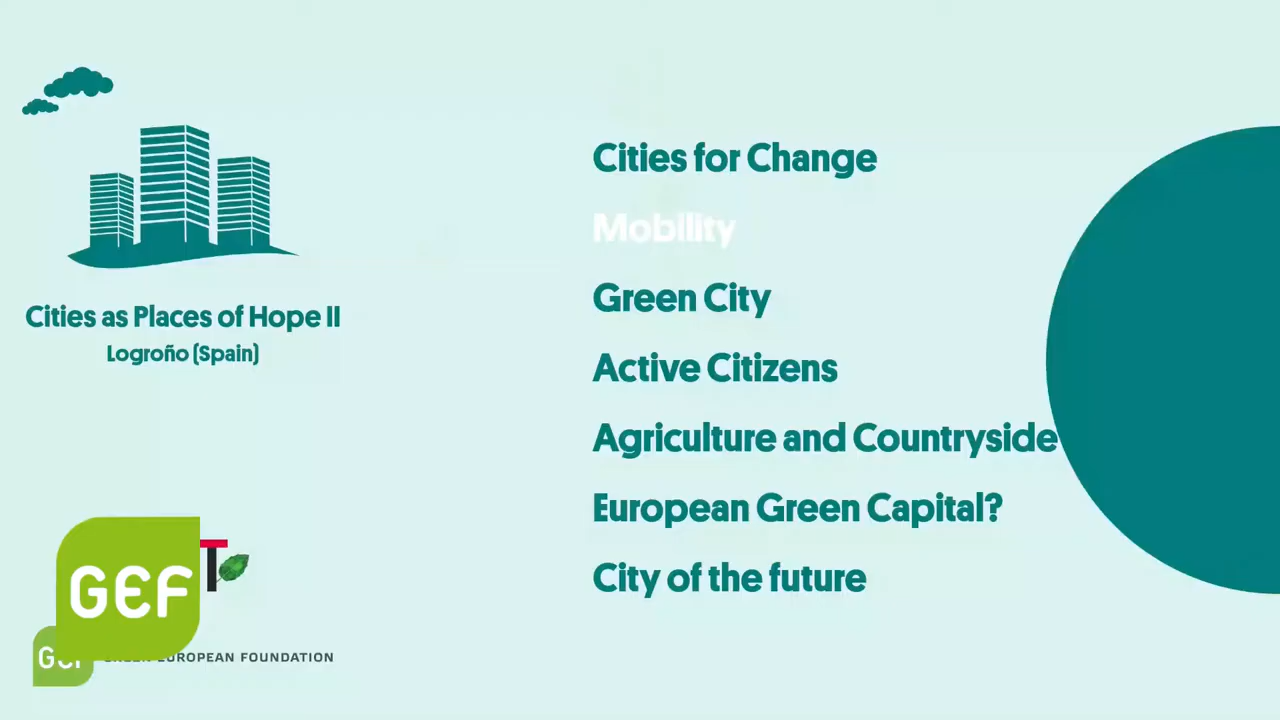 Cities as Places of Hope II
Logroño (Spain)
Cities for Change
Mobility
Green City
Active Citizens
Agriculture and Countryside
European Green Capital?
City of the future
T
GEF
GEF
EUROPEAN FOUNDATION